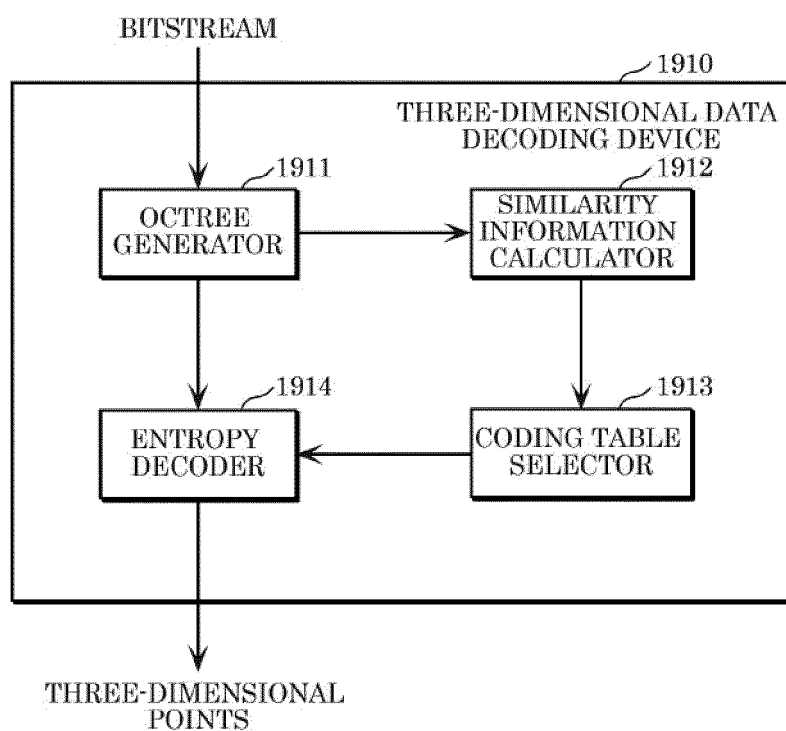 BITSTREAM
1910
THREE-DIMENSIONAL DATA
DECODING DEVICE
1911
OCTREE
GENERATOR
1912
SIMILARITY
INFORMATION
CALCULATOR
1914
ENTROPY
DECODER
1913
CODING TABLE
SELECTOR
THREE-DIMENSIONAL
POINTS